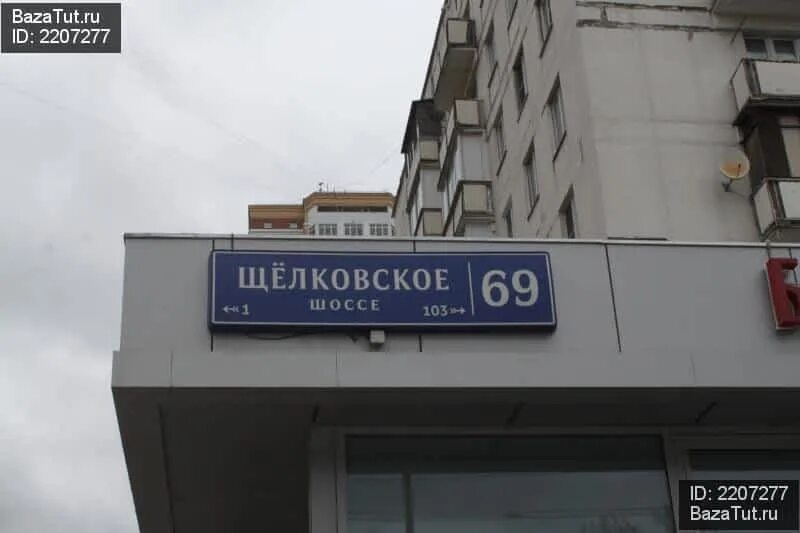 BazaTut.ru
ID: 2207277
ЩЁЛКОВСКОЕ 69
ШОССЕ
1 103
ID: 2207277
BazaTut.ru